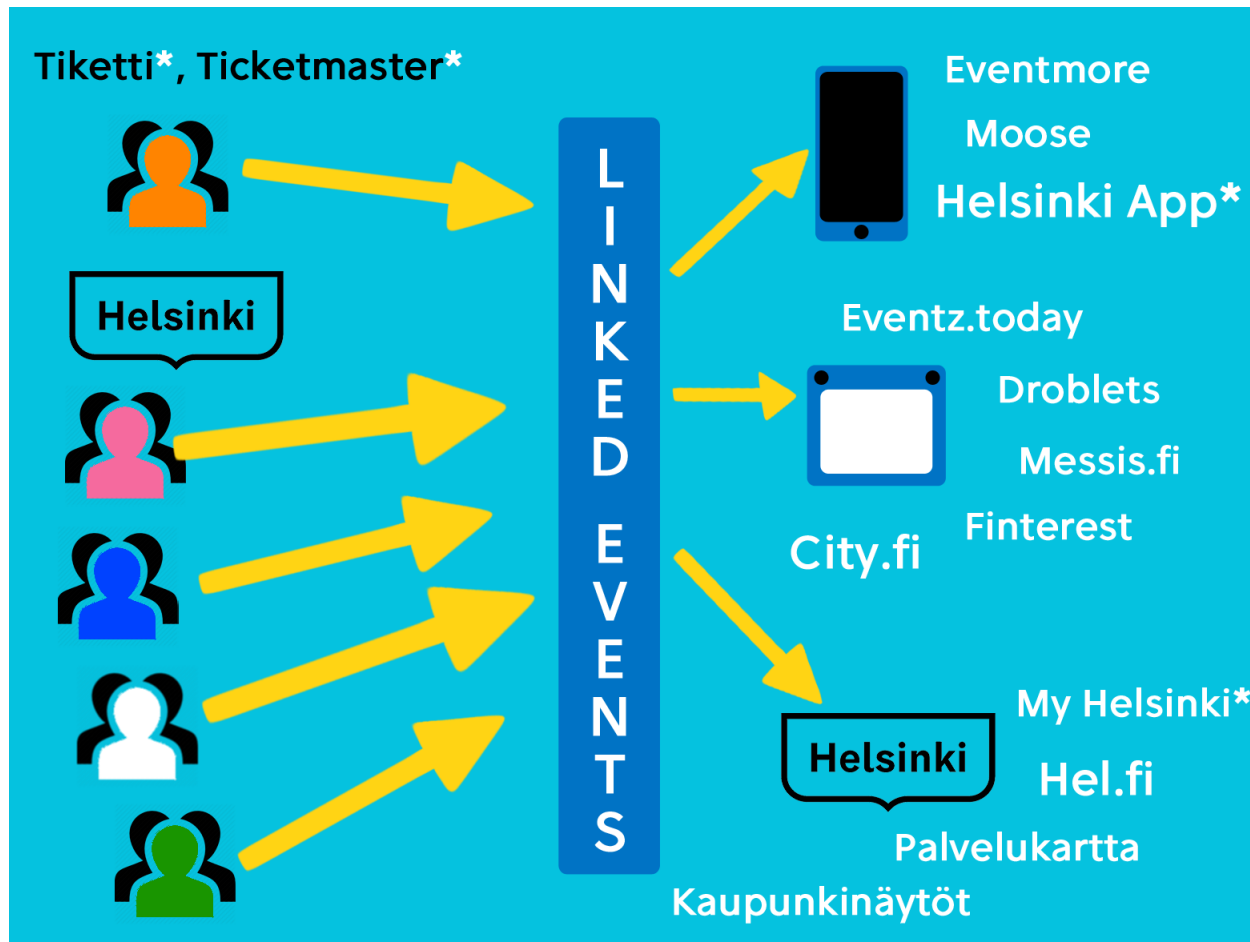 Tiketti*, Ticketmaster*
Helsinki
LINKED EVENTS
Eventmore
Moose
Helsinki App*
Eventz.today
Droblets
Messis.fi
Finterest
City.fi
My Helsinki*
Helsinki
Hel.fi
Palvelukartta
Kaupunkinäytöt